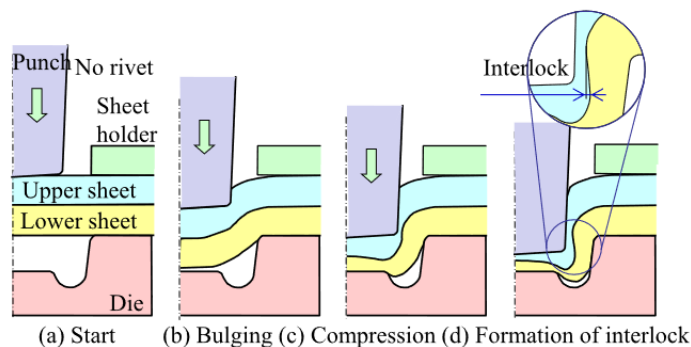 Punch
No rivet
Sheet
holder
Upper sheet
Lower sheet
Die
Interlock
(a) Start
(b) Bulging
(c) Compression
(d) Formation of interlock